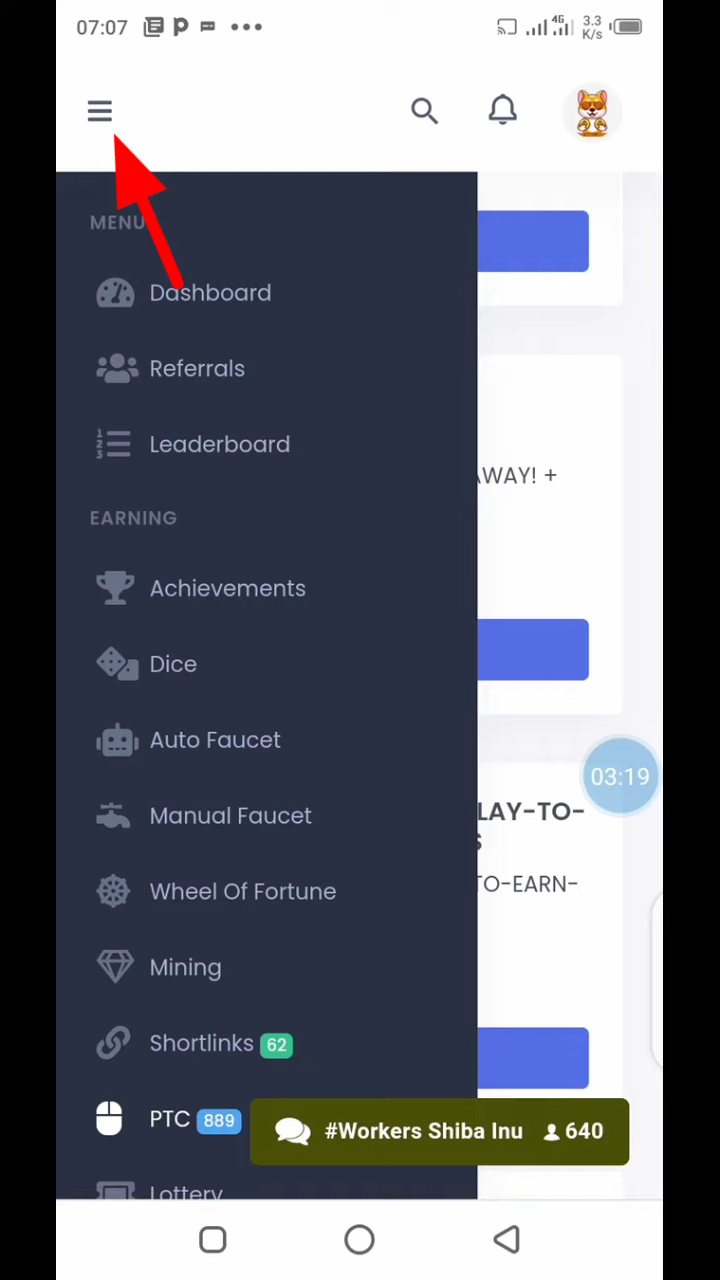 07:07
4G
3.3
K/s
MENU
Dashboard
Referrals
Leaderboard
AWAY! +
EARNING
Achievements
Dice
Auto Faucet
03:19
Manual Faucet
LAY-TO-
S
TO-EARN-
Wheel Of Fortune
Mining
Shortlinks 62
PTC 889
#Workers Shiba Inu 640
Lottery